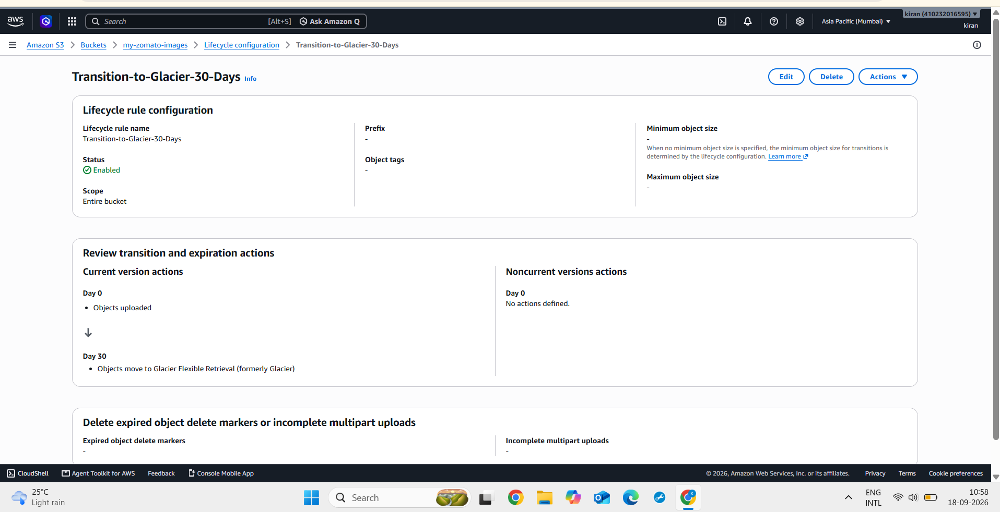 aws
Search [Alt+S] Ask Amazon Q
Asia Pacific (Mumbai)
kiran (410232016595)
kiran
Amazon S3 Buckets my-zomato-images Lifecycle configuration Transition-to-Glacier-30-Days
Transition-to-Glacier-30-Days Info
Edit Delete Actions
Lifecycle rule configuration
Lifecycle rule name
Transition-to-Glacier-30-Days
Status
Enabled
Scope
Entire bucket
Prefix
-
Object tags
-
Minimum object size
-
When no minimum object size is specified, the minimum object size for transitions is
determined by the lifecycle configuration. Learn more
Maximum object size
-
Review transition and expiration actions
Current version actions
Day 0
• Objects uploaded
Day 30
• Objects move to Glacier Flexible Retrieval (formerly Glacier)
Noncurrent versions actions
Day 0
No actions defined.
Delete expired object delete markers or incomplete multipart uploads
Expired object delete markers
-
Incomplete multipart uploads
-
CloudShell Agent Toolkit for AWS Feedback Console Mobile App
© 2026, Amazon Web Services, Inc. or its affiliates. Privacy Terms Cookie preferences
25°C
Light rain
Search
K
ENG
INTL
10:58
18-09-2026